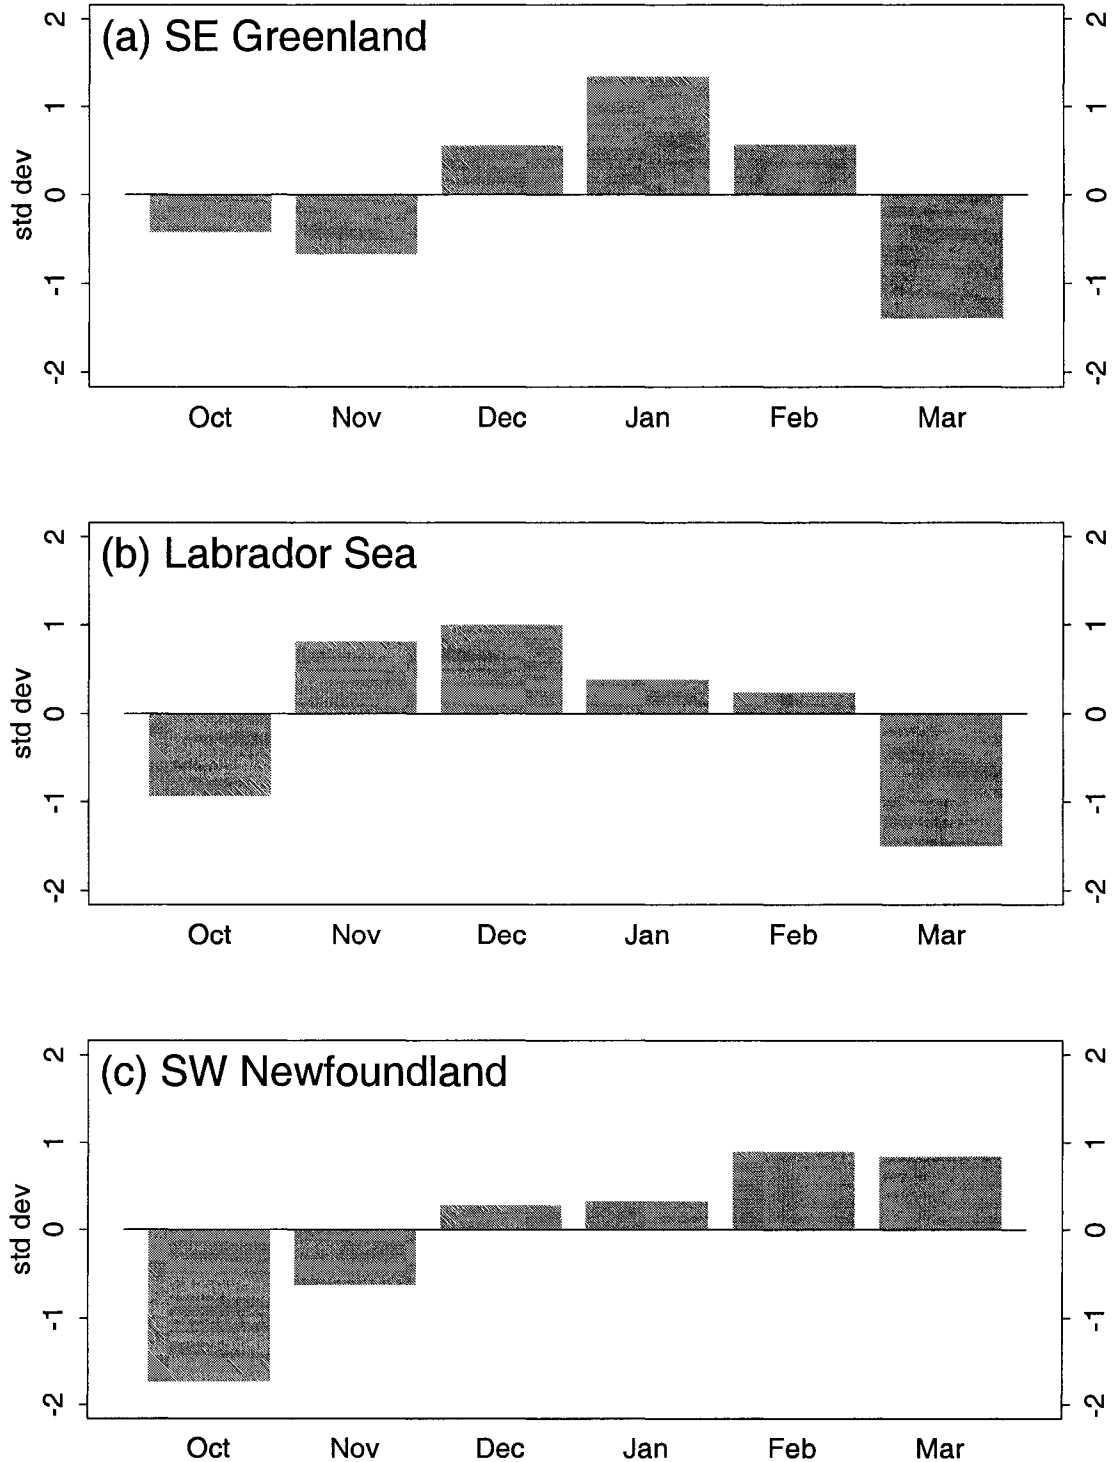 (a) SE Greenland
std dev
2 2
1 1
0 0
-1 -1
-2 -2
Oct Nov Dec Jan Feb Mar
(b) Labrador Sea
std dev
2 2
1 1
0 0
-1 -1
-2 -2
Oct Nov Dec Jan Feb Mar
(c) SW Newfoundland
std dev
2 2
1 1
0 0
-1 -1
-2 -2
Oct Nov Dec Jan Feb Mar